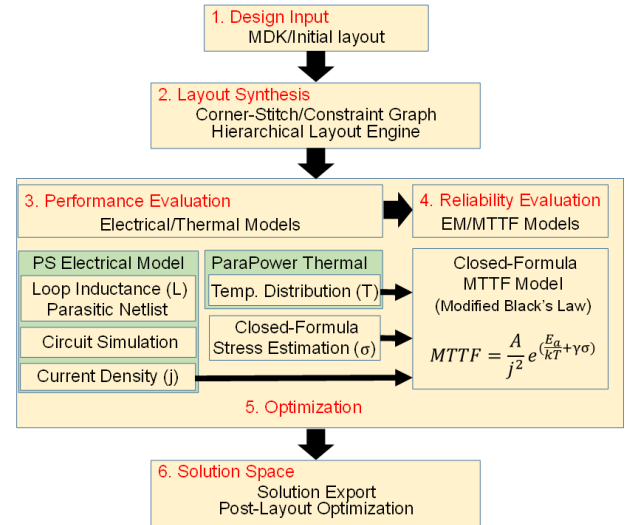 1. Design Input
MDK/Initial layout
2. Layout Synthesis
Corner-Stitch/Constraint Graph
Hierarchical Layout Engine
3. Performance Evaluation
Electrical/Thermal Models
4. Reliability Evaluation
EM/MTTF Models
PS Electrical Model
Loop Inductance (L)
Parasitic Netlist
Circuit Simulation
Current Density (j)
ParaPower Thermal
Temp. Distribution (T)
Closed-Formula
Stress Estimation (σ)
Closed-Formula
MTTF Model
(Modified Black's Law)
MTTF = A/j² e^(Eₐ/kT+γσ)
5. Optimization
6. Solution Space
Solution Export
Post-Layout Optimization